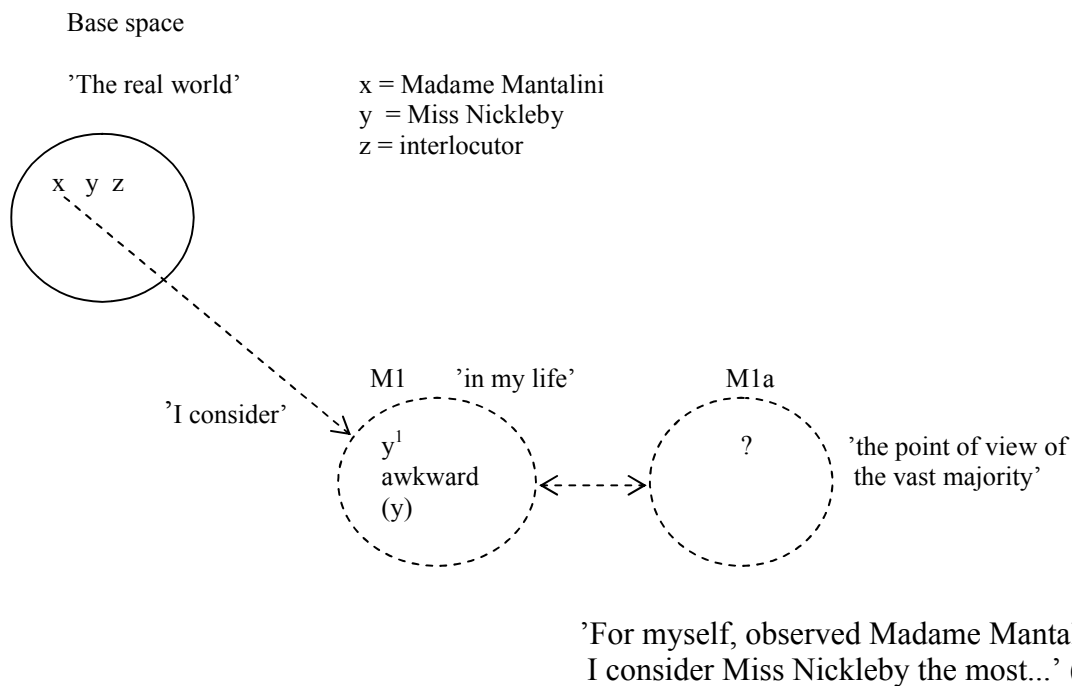 Base space
’The real world’
x = Madame Mantalini
y = Miss Nickleby
z = interlocutor
x y z
M1 ’in my life’ M1a
’I consider’
y¹
awkward
(y)
?
’the point of view of
the vast majority’
’For myself, observed Madame
I consider Miss Nickleby the most...’ (